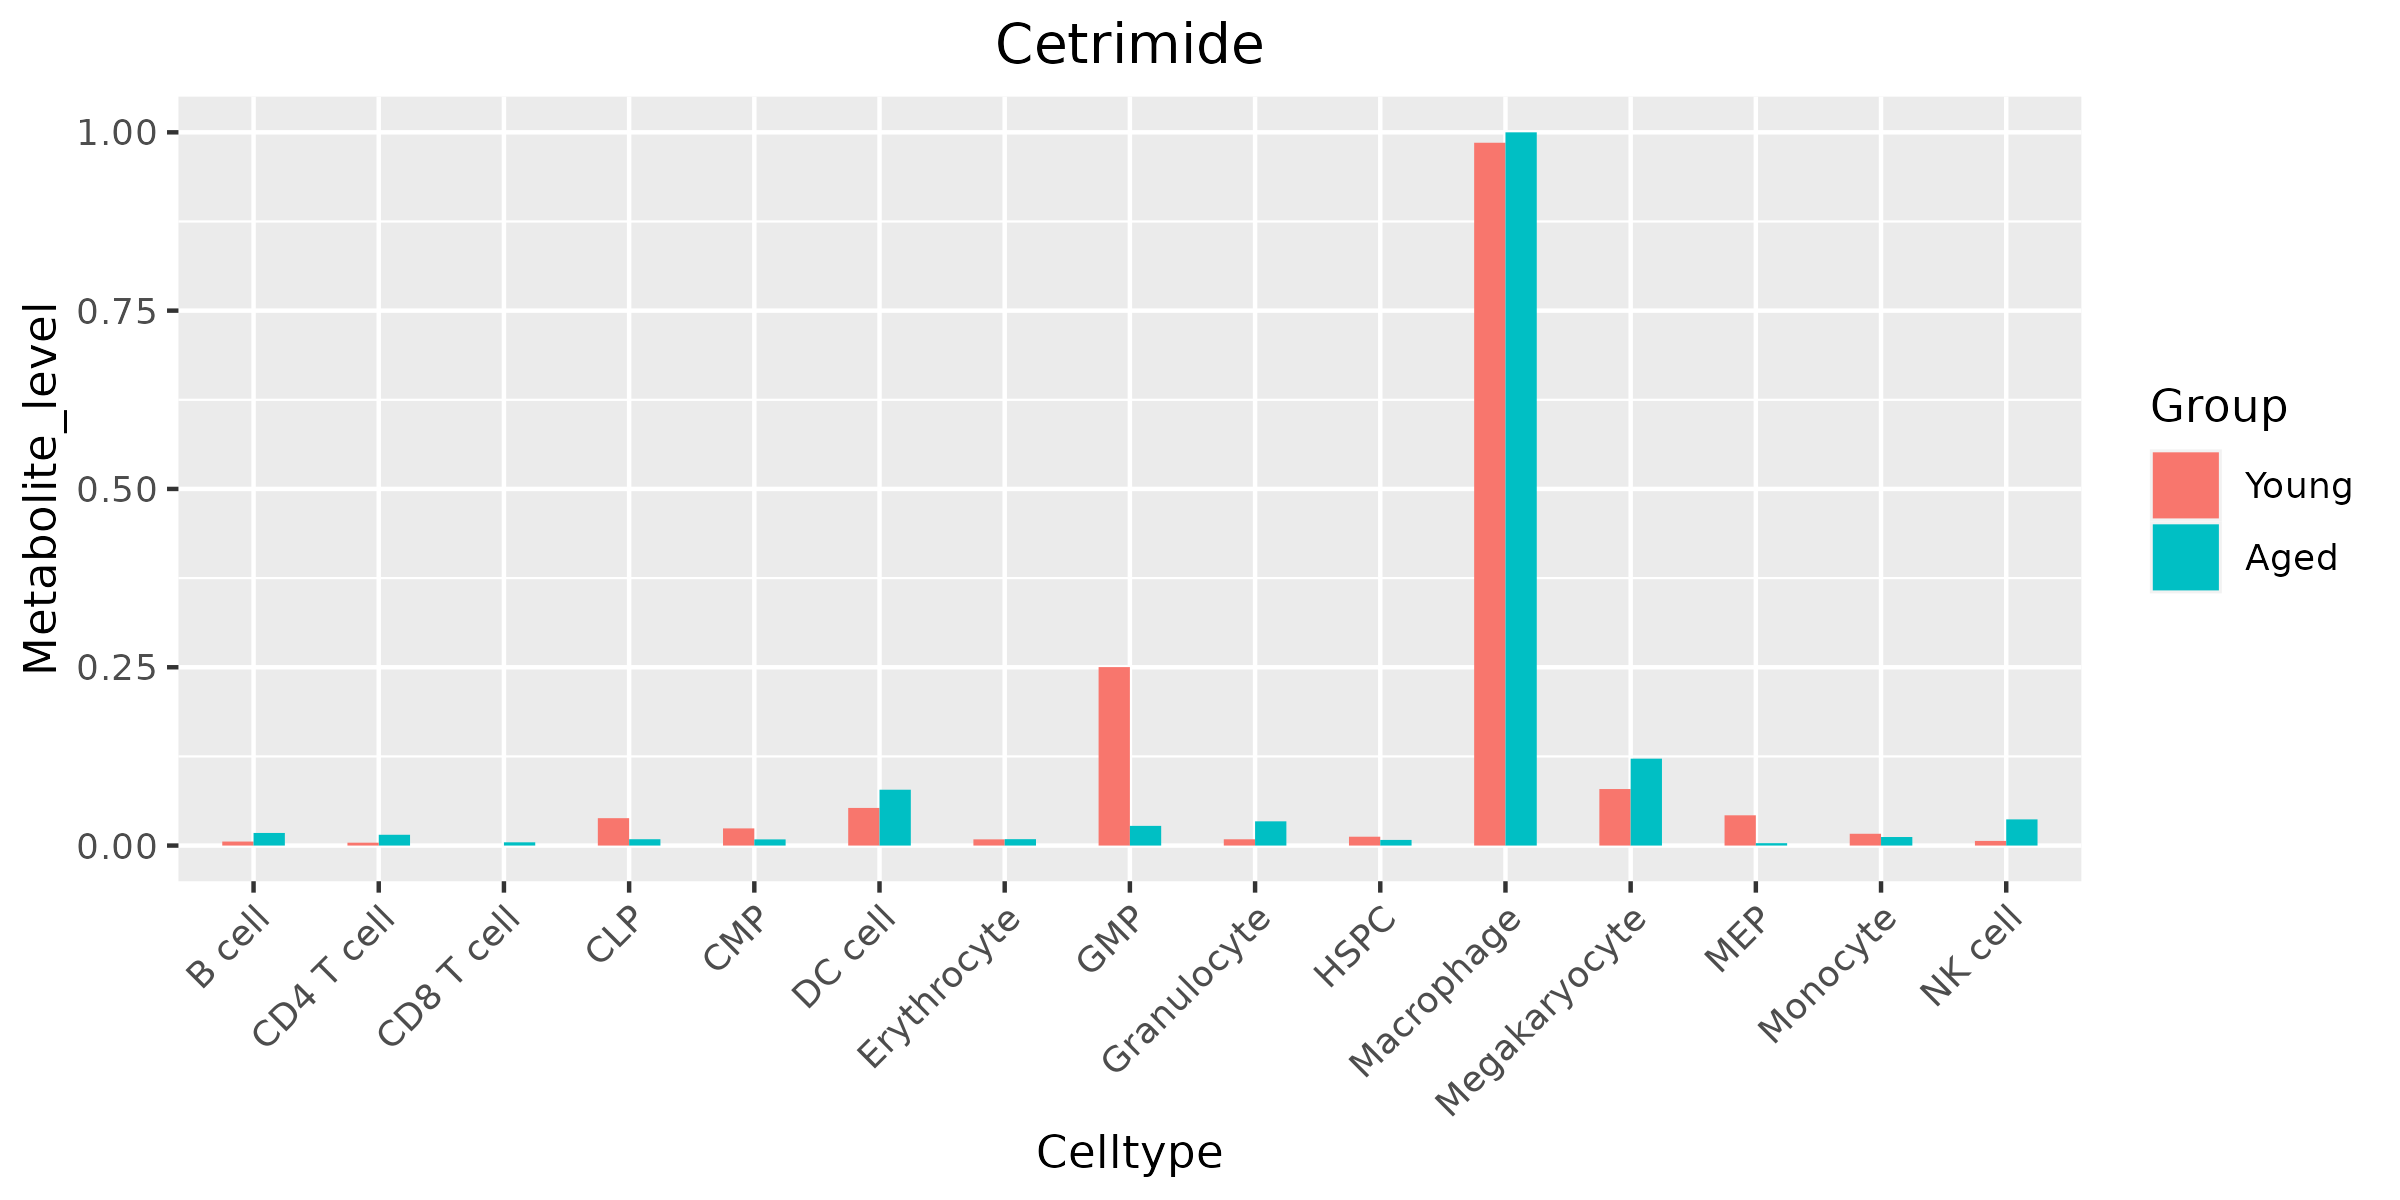 Cetrimide
Metabolite_level
1.00
0.75
0.50
0.25
0.00
B cell
CD4 T cell
CD8 T cell
CLP
CMP
DC cell
Erythrocyte
GMP
Granulocyte
HSPC
Macrophage
Megakaryocyte
MEP
Monocyte
NK cell
Celltype
Group
Young
Aged